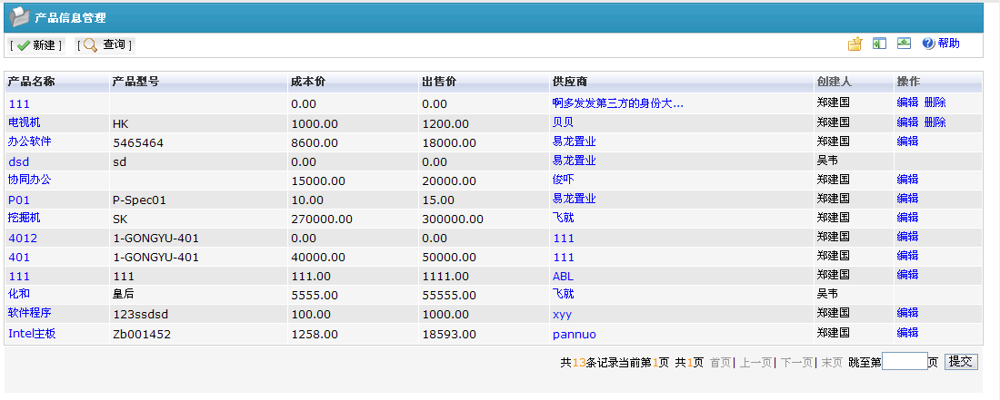 产品信息管理
[ 新建 ] [ 查询 ] 帮助
产品名称 产品型号 成本价 出售价 供应商 创建人 操作
111 0.00 0.00 啊多发发第三方的身份大... 郑建国 编辑 删除
电视机 HK 1000.00 1200.00 贝贝 郑建国 编辑 删除
办公软件 5465464 8600.00 18000.00 易龙置业 郑建国 编辑
dsd sd 0.00 0.00 易龙置业 吴韦
协同办公 15000.00 20000.00 俊吓 郑建国 编辑
P01 P-Spec01 10.00 15.00 易龙置业 郑建国 编辑
挖掘机 SK 270000.00 300000.00 飞就 郑建国 编辑
4012 1-GONGYU-401 0.00 0.00 111 郑建国 编辑
401 1-GONGYU-401 40000.00 50000.00 111 郑建国 编辑
111 111 111.00 1111.00 ABL 郑建国 编辑
化和 皇后 5555.00 55555.00 飞就 吴韦
软件程序 123ssdsd 100.00 1000.00 xyy 郑建国 编辑
Intel主板 Zb001452 1258.00 18593.00 pannuo 郑建国 编辑
共13条记录当前第1页 共1页 首页| 上一页| 下一页| 末页 跳至第 页 提交